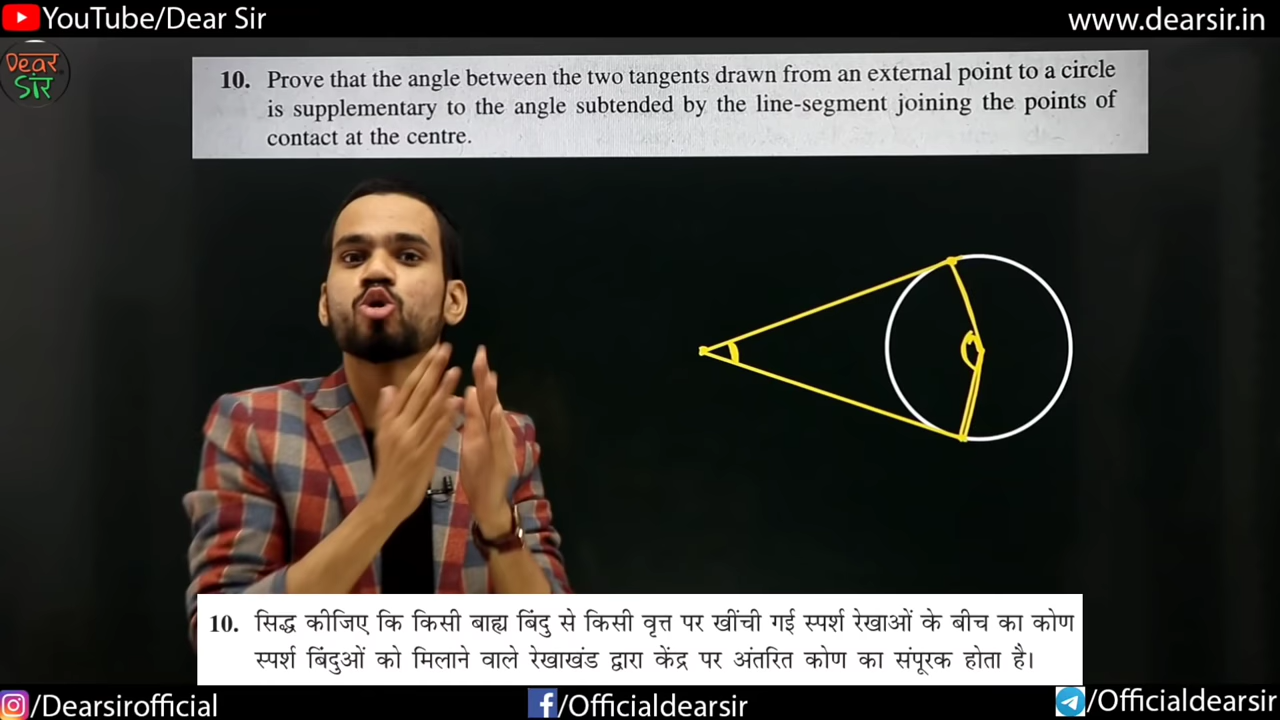 YouTube/Dear Sir
www.dearsir.in
Dear
सर
10. Prove that the angle between the two tangents drawn from an external point to a circle
is supplementary to the angle subtended by the line-segment joining the points of
contact at the centre.
10. सिद्ध कीजिए कि किसी बाह्य बिंदु से किसी वृत्त पर खींची गई स्पर्श रेखाओं के बीच का कोण
स्पर्श बिंदुओं को मिलाने वाले रेखाखंड द्वारा केंद्र पर अंतरित कोण का संपूरक होता है।
/Dearsirofficial
/Officialdearsir
/Officialdearsir